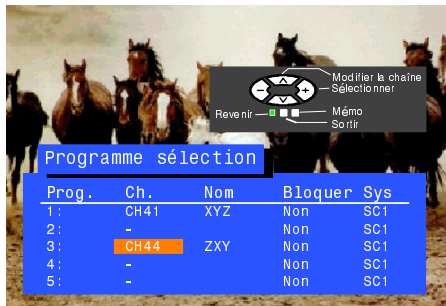 Modifier la chaîne
Sélectionner
Revenir
Mémo
Sortir
Programme sélection
Prog. Ch. Nom Bloquer Sys
1: CH41 XYZ Non SC1
2: - Non SC1
3: CH44 ZXY Non SC1
4: - Non SC1
5: - Non SC1